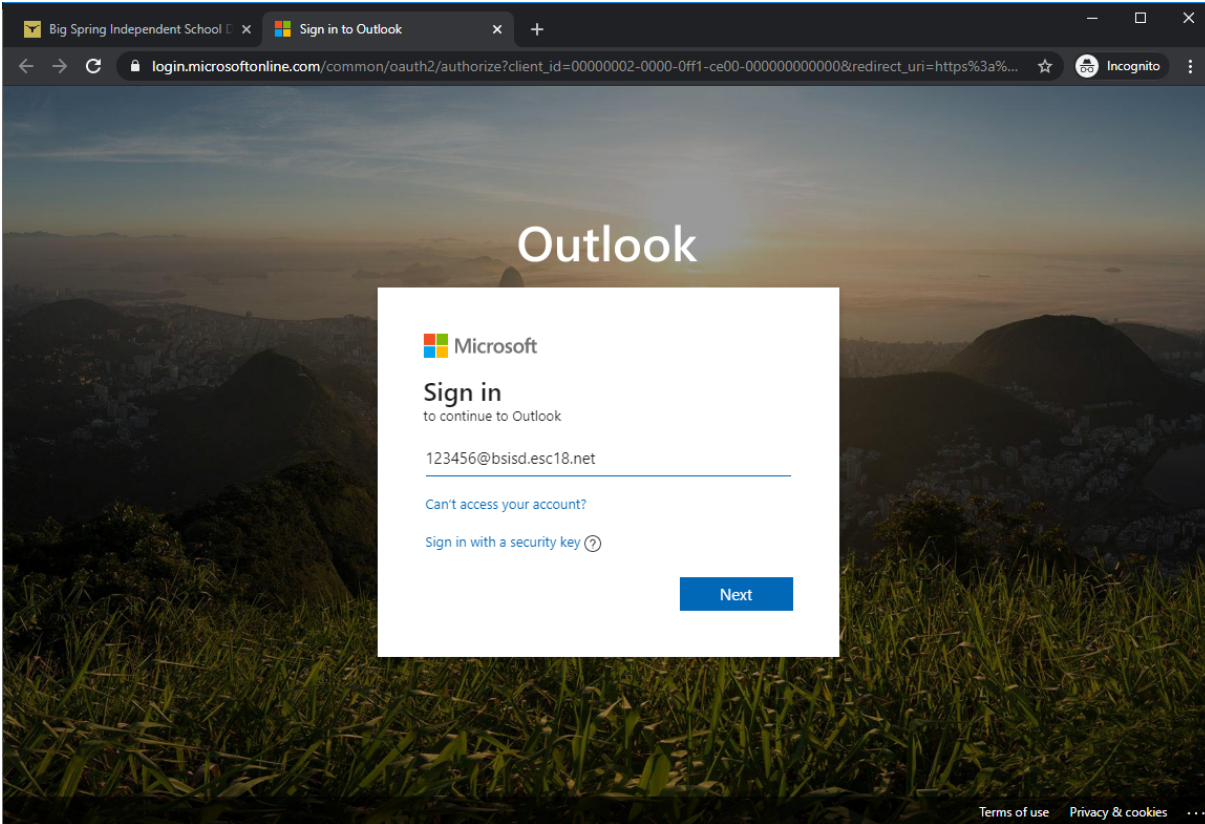 Big Spring Independent School D
Sign in to Outlook
login.microsoftonline.com/common/oauth2/authorize?client_id=00000002-0000-0ff1-ce00-000000000000&redirect_uri=https%3a%...
Incognito
Outlook
Microsoft
Sign in
to continue to Outlook
123456@bsisd.esc18.net
Can't access your account?
Sign in with a security key
Next
Terms of use Privacy & cookies ...